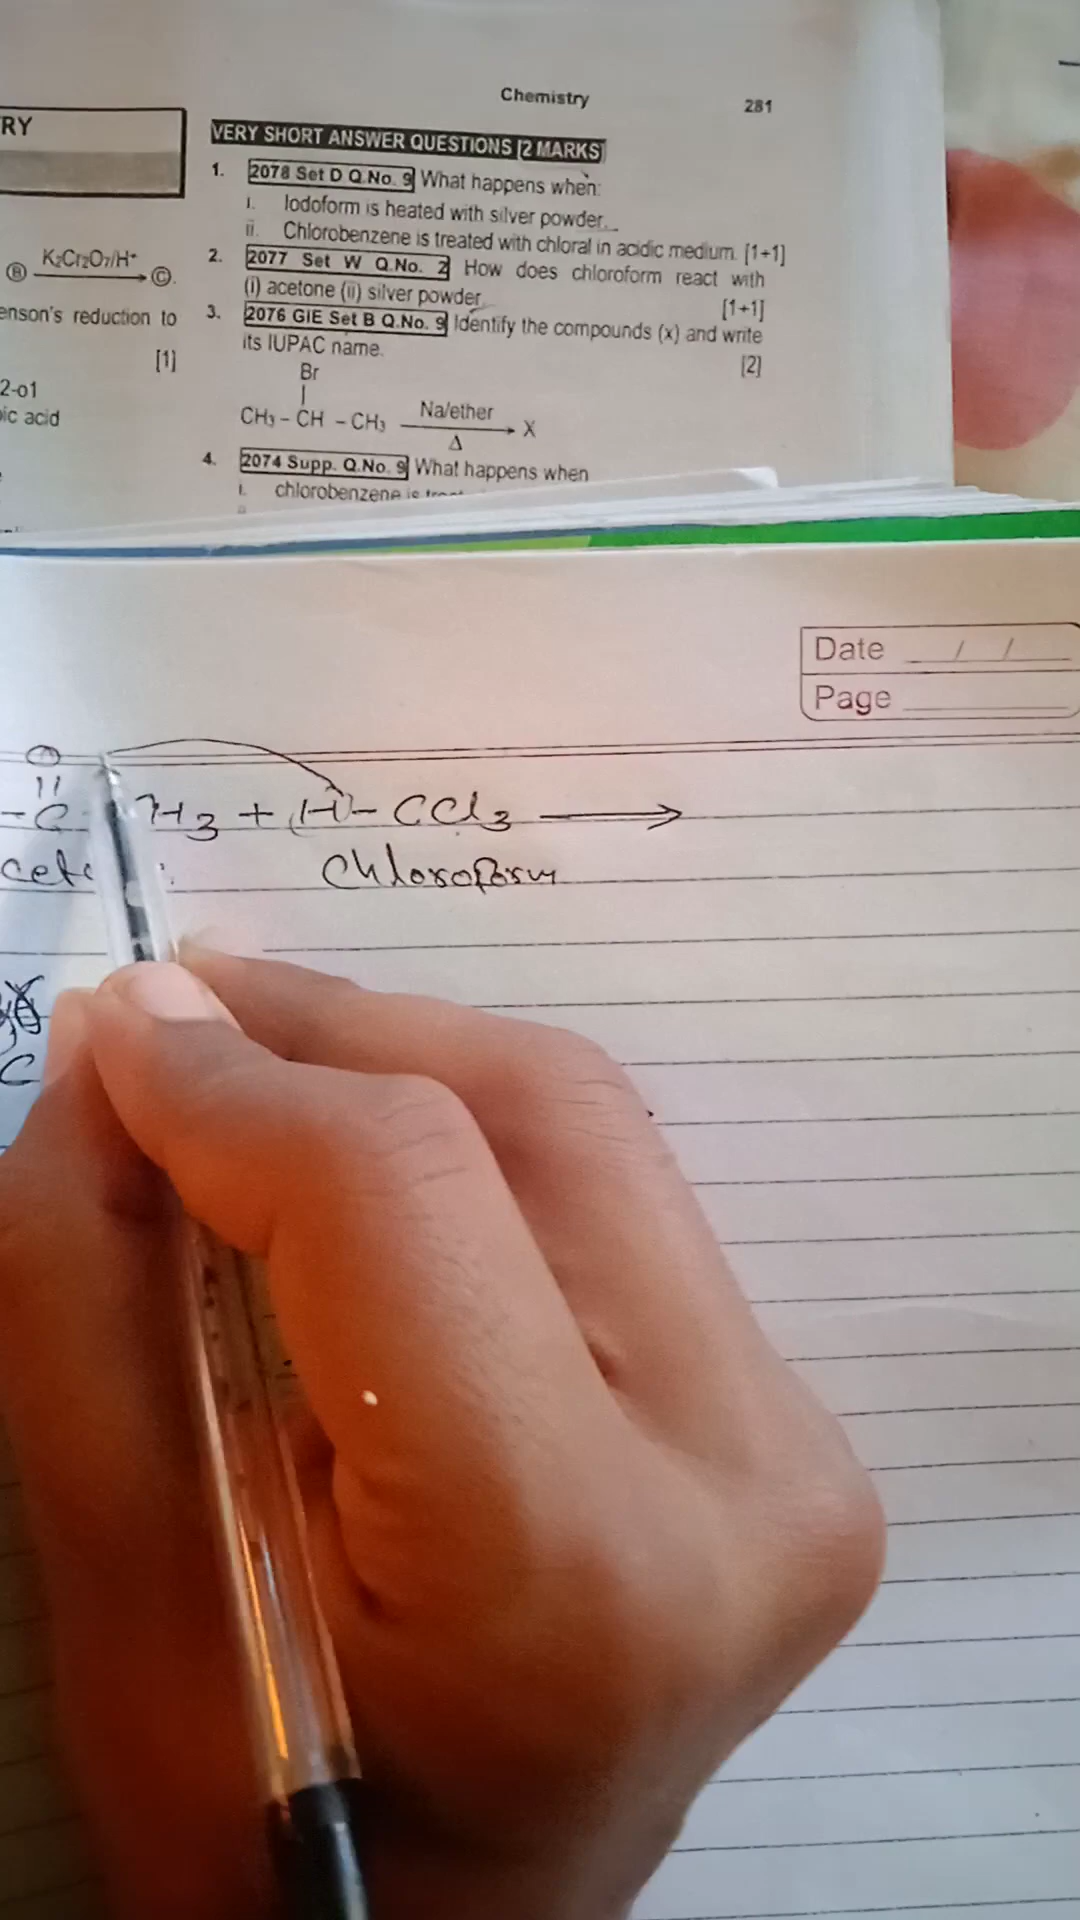 Chemistry 281
RY
VERY SHORT ANSWER QUESTIONS [2 MARKS]
1. 2078 Set D Q.No. 9 What happens when:
i. Iodoform is heated with silver powder.
ii. Chlorobenzene is treated with chloral in acidic medium. [1+1]
2. 2077 Set W Q.No. 2 How does chloroform react with
(i) acetone (ii) silver powder. [1+1]
3. 2076 GIE Set B Q.No. 9 Identify the compounds (x) and write
its IUPAC name. [2]
Br
CH₃ – CH – CH₃ Na/ether Δ X
4. 2074 Supp. Q.No. 9 What happens when
i. chlorobenzene is
B K₂Cr₂O₇/H⁺ C.
enson's reduction to
[1]
2-o1
acid
Date / /
Page
O
||
-C H₃ + H-CCl₃ ⟶
Chloroform
C